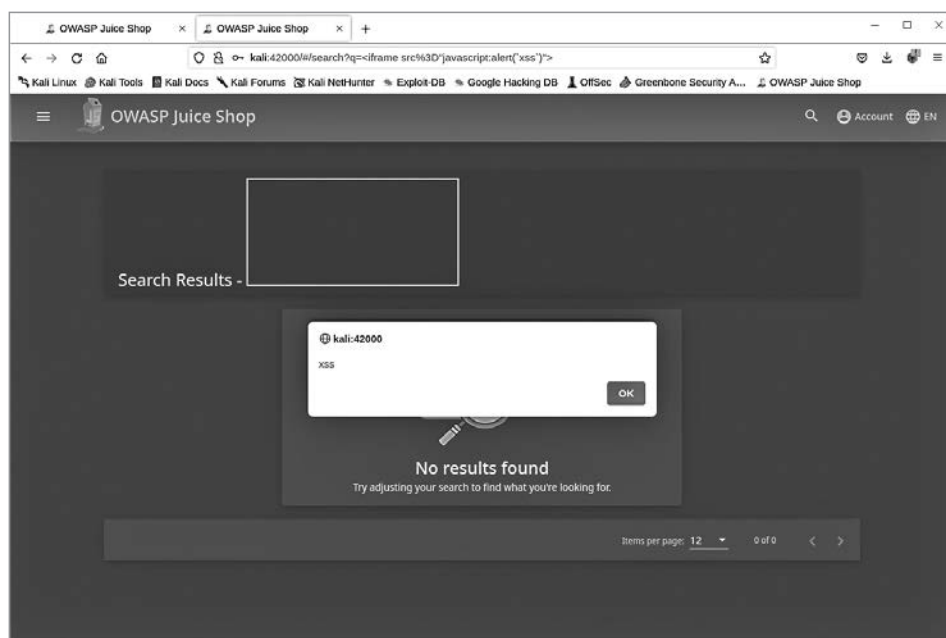 OWASP Juice Shop × OWASP Juice Shop × +
kali:42000/#/search?q=<iframe src%3D"javascript:alert(`xss`)">
Kali Linux Kali Tools Kali Docs Kali Forums Kali NetHunter Exploit-DB Google Hacking DB OffSec Greenbone Security A... OWASP Juice Shop
OWASP Juice Shop Account EN
Search Results -
kali:42000
xss
OK
No results found
Try adjusting your search to find what you're looking for.
Items per page: 12 0 of 0